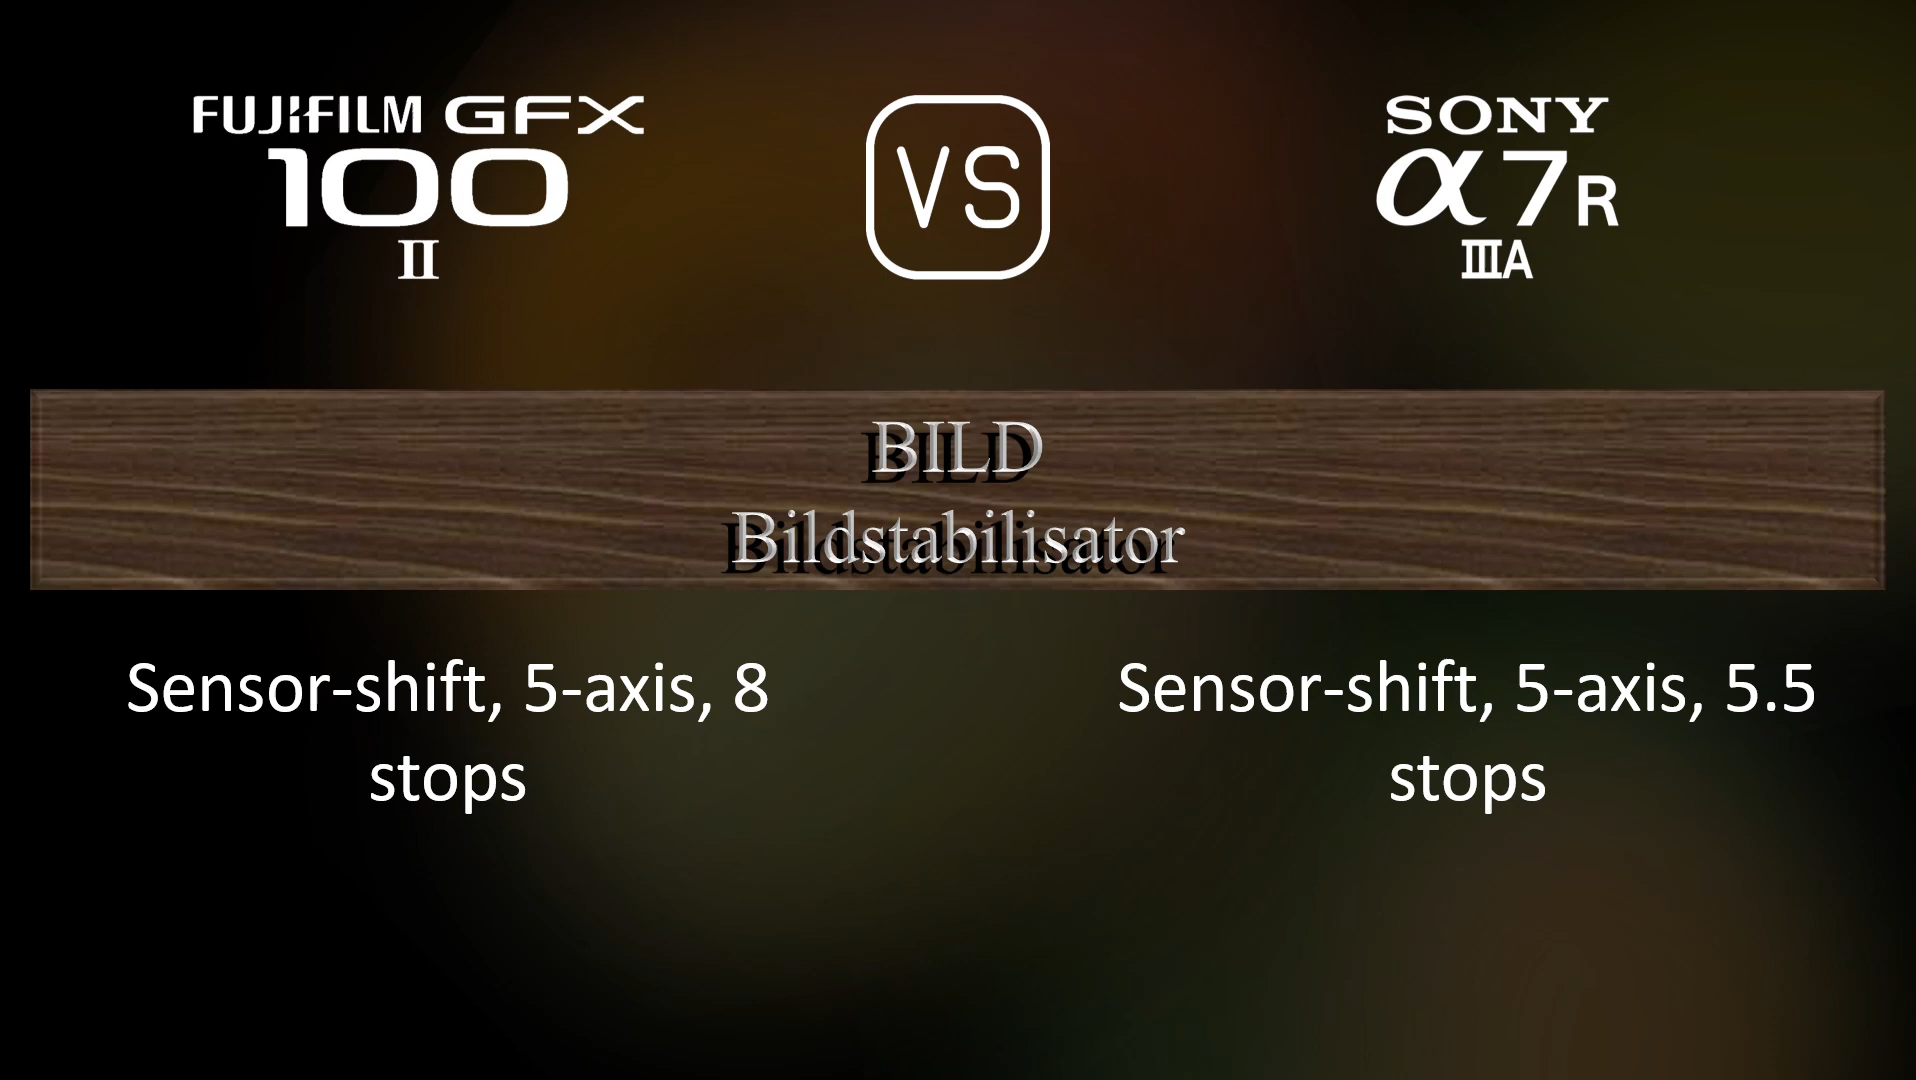 FUJIFILM GFX
100
II
VS
SONY
α7R
IIIA
BILD
Bildstabilisator
Sensor-shift, 5-axis, 8
stops
Sensor-shift, 5-axis, 5.5
stops